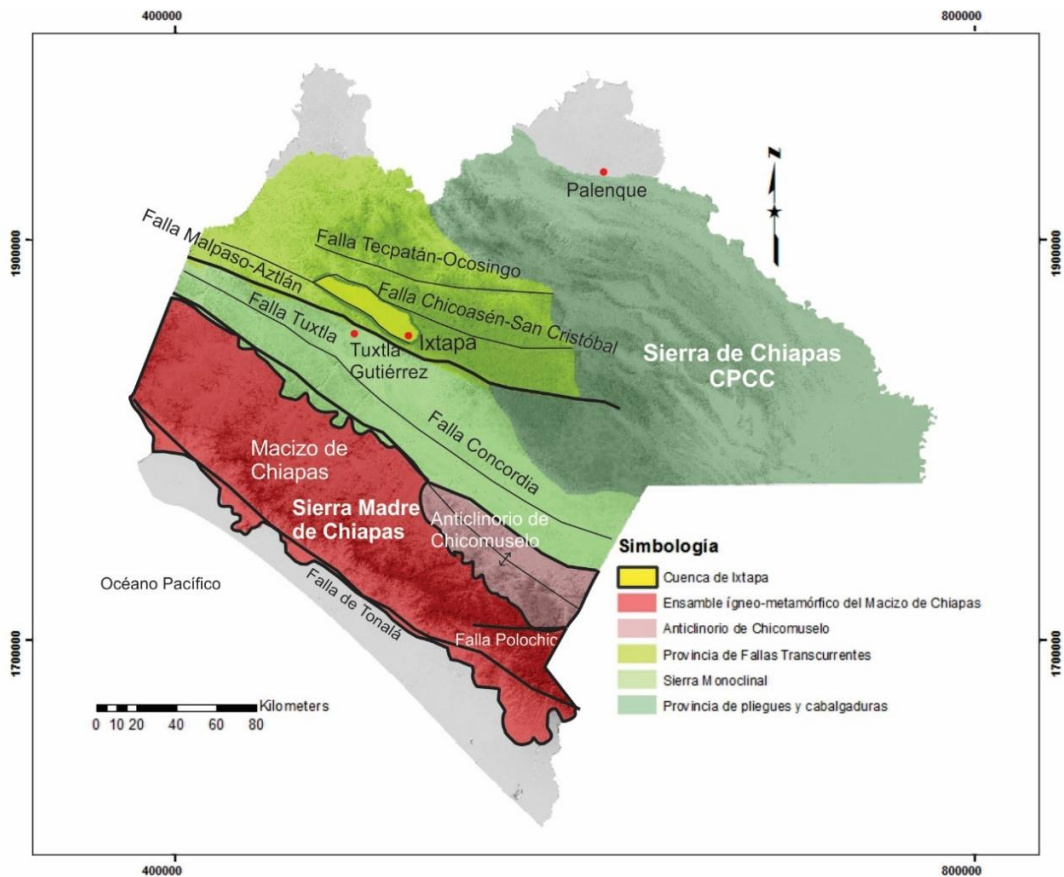 400000
800000
N
Palenque
1900000
1900000
Falla Malpaso-Aztlán
Falla Tecpatán-Ocosingo
Falla Chicoasén-San Cristóbal
Falla Tuxtla
Ixtapa
Tuxtla
Gutiérrez
Sierra de Chiapas
CPCC
Falla Concordia
Macizo de
Chiapas
Sierra Madre
de Chiapas
Anticlinorio de
Chicomuselo
Océano Pacífico
Falla de Tonalá
Falla Polochic
Simbología
Cuenca de Ixtapa
Ensamble ígneo-metamórfico del Macizo de Chiapas
Anticlinorio de Chicomuselo
Provincia de Fallas Transcurrentes
Sierra Monoclinal
Provincia de pliegues y cabalgaduras
1700000
1700000
Kilometers
0 10 20 40 60 80
400000
800000